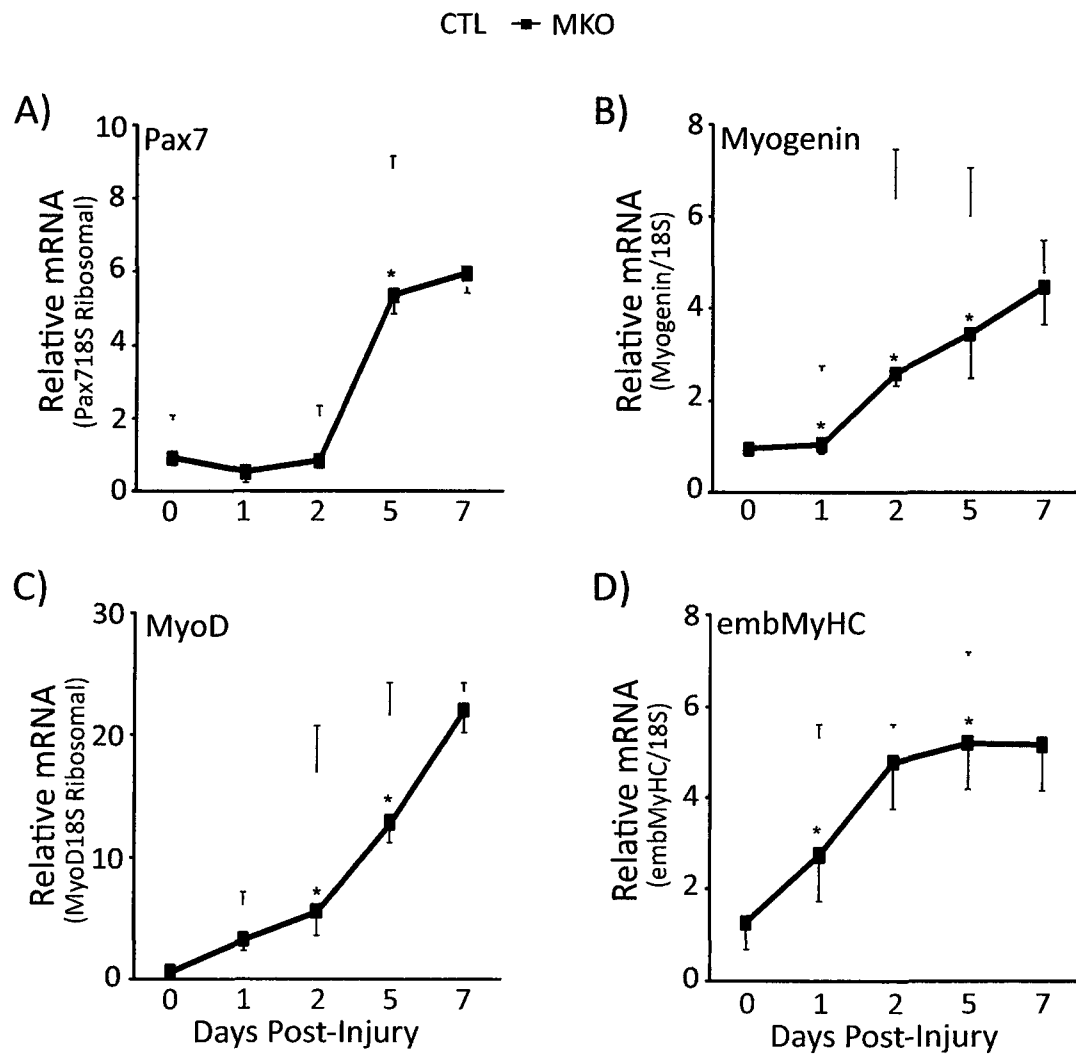 CTL MKO
A)
Pax7
Relative mRNA
(Pax718S Ribosomal)
10
8
6
4
2
0
*
0 1 2 5 7
B)
Myogenin
Relative mRNA
(Myogenin/18S)
8
6
4
2
0
* * *
0 1 2 5 7
C)
MyoD
Relative mRNA
(MyoD18S Ribosomal)
30
20
10
0
* *
0 1 2 5 7
Days Post-Injury
D)
embMyHC
Relative mRNA
(embMyHC/18S)
8
6
4
2
0
* *
0 1 2 5 7
Days Post-Injury